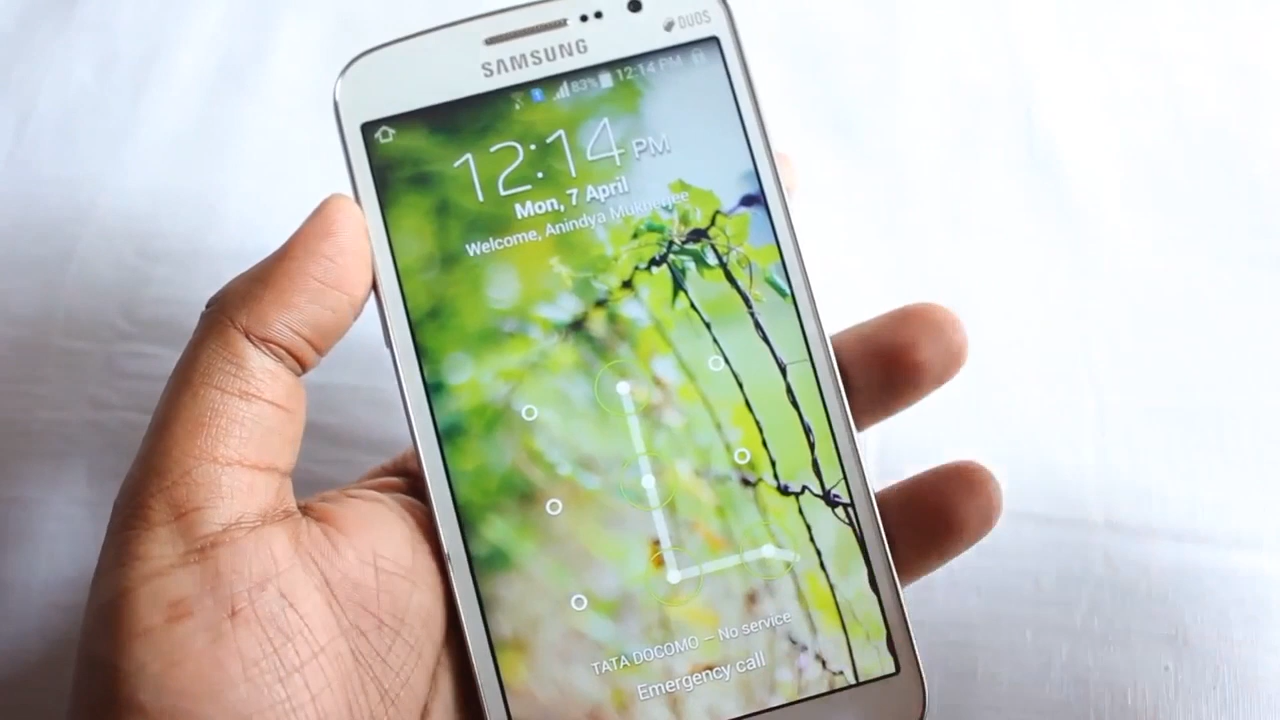 DUOS
SAMSUNG
83% 12:14 PM
12:14 PM
Mon, 7 April
Welcome, Anindya Mukherjee
TATA DOCOMO – No service
Emergency call